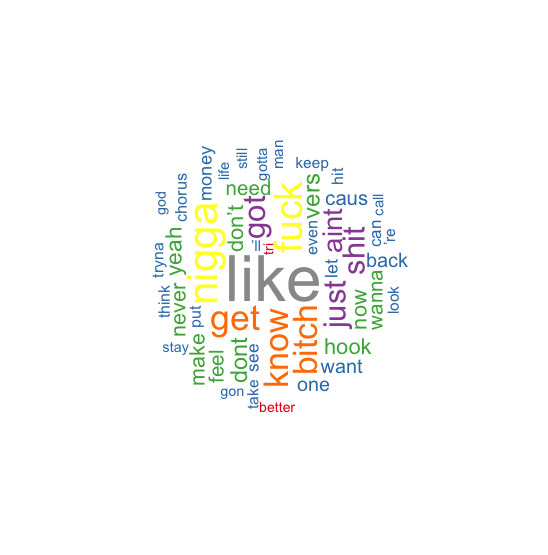 like
nigga
fuck
get
know
bitch
got
just
shit
aint
need
don't
dont
vers
yeah
never
make
feel
hook
now
wanna
caus
back
want
one
money
chorus
god
life
still
gotta
man
keep
hit
can
call
're
even
let
look
'll
tri
tryna
think
put
stay
see
take
gon
better